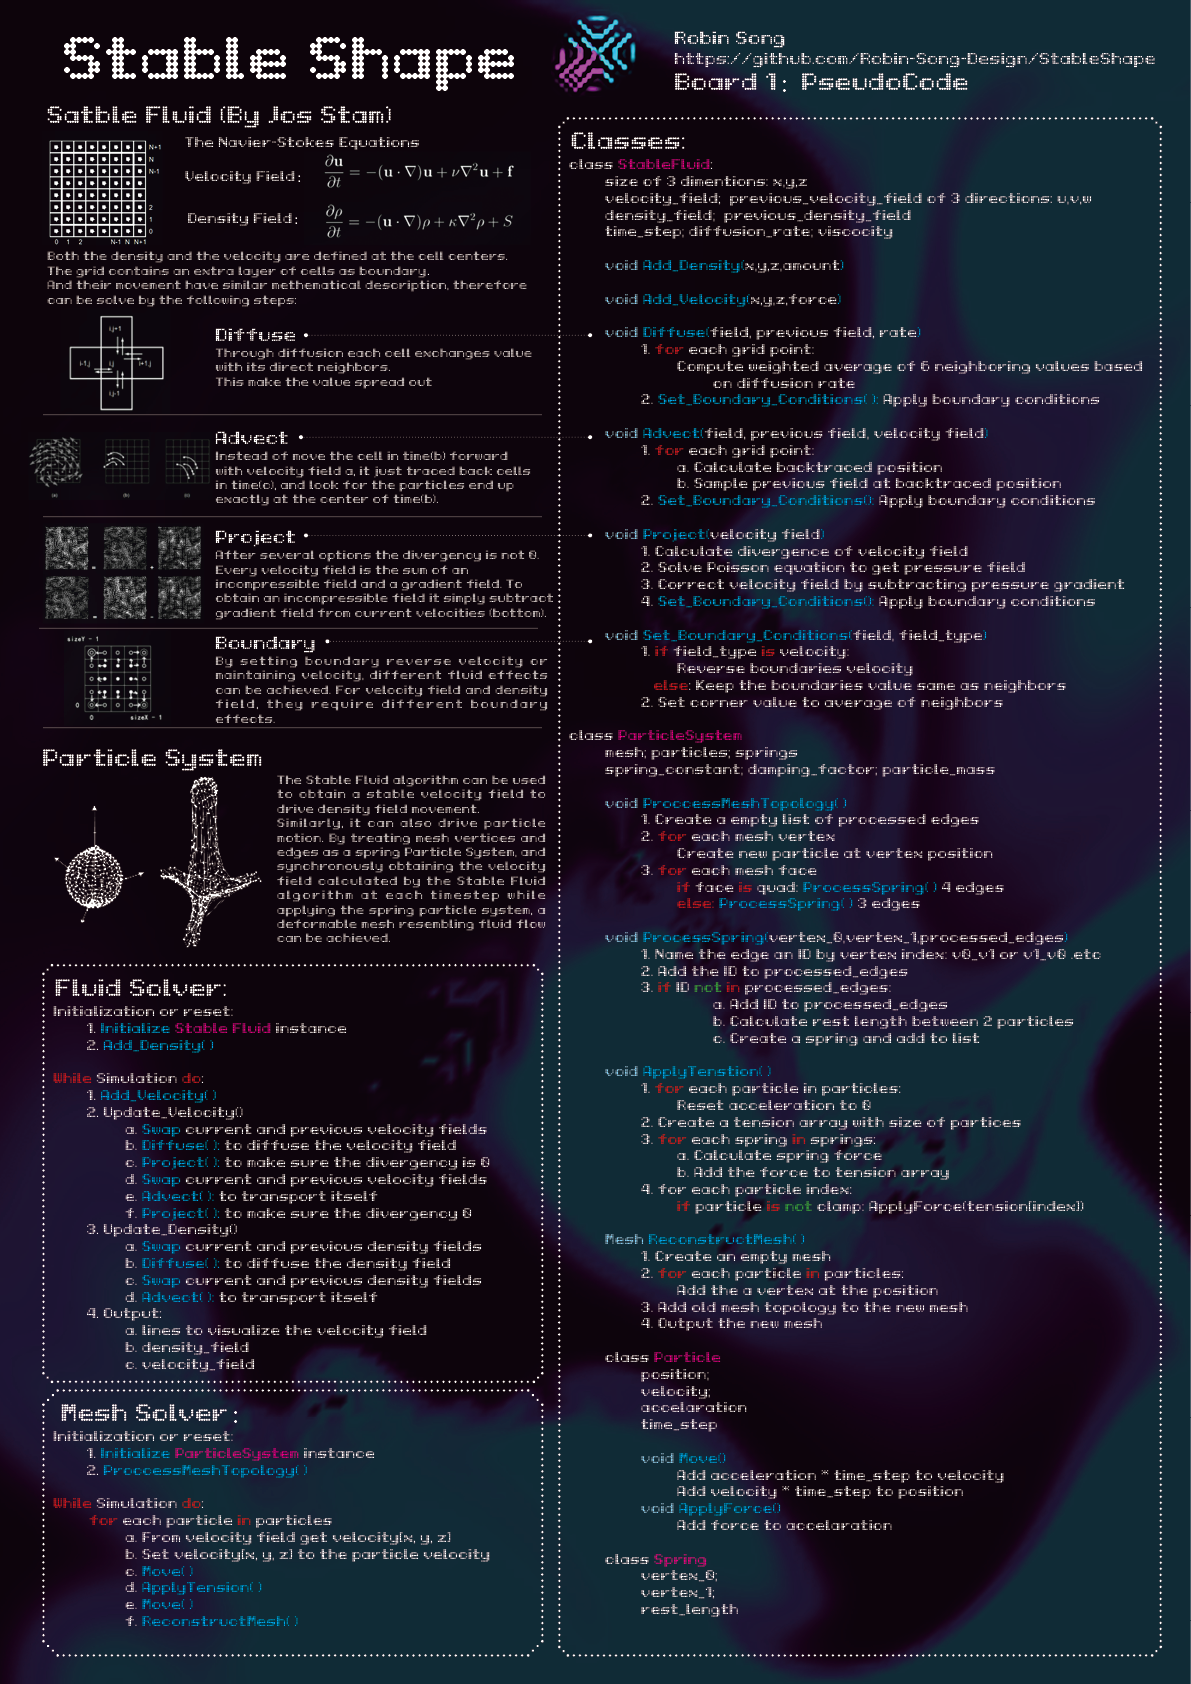 Stable Shape
Robin Song
https://github.com/Robin-Song-Design/StableShape
Board 1: PseudoCode
Satble Fluid (By Jos Stam)
The Navier-Stokes Equations
Velocity Field: ∂u/∂t = −(u · ∇)u + ν∇²u + f
Density Field: ∂ρ/∂t = −(u · ∇)ρ + κ∇²ρ + S
N+1
N
N-1
2
1
0
0 1 2 N-1 N N+1
Both the density and the velocity are defined at the cell centers.
The grid contains an extra layer of cells as boundary.
And their movement have similar methematical description, therefore
can be solve by the following steps:
i,j+1
i-1,j i,j i+1,j
i,j-1
Diffuse
Through diffusion each cell exchanges value
with its direct neighbors.
This make the value spread out
(a) (b) (c)
Advect
Instead of move the cell in time(b) forward
with velocity field a, it just traced back cells
in time(c), and look for the particles end up
exactly at the center of time(b).
Project
After several options the divergency is not 0.
Every velocity field is the sum of an
incompressible field and a gradient field. To
obtain an incompressible field it simply subtract
gradient field from current velocities (bottom).
sizeY - 1
0
0 sizeX - 1
Boundary
By setting boundary reverse velocity or
maintaining velocity, different fluid effects
can be achieved. For velocity field and density
field, they require different boundary
effects.
Particle System
The Stable Fluid algorithm can be used
to obtain a stable velocity field to
drive density field movement.
Similarly, it can also drive particle
motion. By treating mesh vertices and
edges as a spring Particle System, and
synchronously obtaining the velocity
field calculated by the Stable Fluid
algorithm at each timestep while
applying the spring particle system, a
deformable mesh resembling fluid flow
can be achieved.
Fluid Solver:
Initialization or reset:
1. Initialize Stable Fluid instance
2. Add_Density( )
While Simulation do:
1. Add_Velocity( )
2. Update_Velocity()
a. Swap current and previous velocity fields
b. Diffuse( ): to diffuse the velocity field
c. Project( ): to make sure the divergency is 0
d. Swap current and previous velocity fields
e. Advect( ): to transport itself
f. Project( ): to make sure the divergency 0
3. Update_Density()
a. Swap current and previous density fields
b. Diffuse( ): to diffuse the density field
c. Swap current and previous density fields
d. Advect( ): to transport itself
4. Output:
a. lines to visualize the velocity field
b. density_field
c. velocity_field
Mesh Solver:
Initialization or reset:
1. Initialize ParticleSystem instance
2. ProccessMeshTopology( )
While Simulation do:
for each particle in particles
a. From velocity field get velocity[x, y, z]
b. Set velocity[x, y, z] to the particle velocity
c. Move( )
d. ApplyTension( )
e. Move( )
f. ReconstructMesh( )
Classes:
class StableFluid:
size of 3 dimentions: x,y,z
velocity_field; previous_velocity_field of 3 directions: u,v,w
density_field; previous_density_field
time_step; diffusion_rate; viscocity
void Add_Density(x,y,z,amount)
void Add_Velocity(x,y,z,force)
void Diffuse(field, previous field, rate)
1. for each grid point:
Compute weighted average of 6 neighboring values based
on diffusion rate
2. Set_Boundary_Conditions( ): Apply boundary conditions
void Advect(field, previous field, velocity field)
1. for each grid point:
a. Calculate backtraced position
b. Sample previous field at backtraced position
2. Set_Boundary_Conditions(): Apply boundary conditions
void Project(velocity field)
1. Calculate divergence of velocity field
2. Solve Poisson equation to get pressure field
3. Correct velocity field by subtracting pressure gradient
4. Set_Boundary_Conditions(): Apply boundary conditions
void Set_Boundary_Conditions(field, field_type)
1. if field_type is velocity:
Reverse boundaries velocity
else: Keep the boundaries value same as neighbors
2. Set corner value to average of neighbors
class ParticleSystem
mesh; particles; springs
spring_constant; damping_factor; particle_mass
void ProccessMeshTopology( )
1. Create a empty list of processed edges
2. for each mesh vertex
Create new particle at vertex position
3. for each mesh face
if face is quad: ProcessSpring( ) 4 edges
else: ProcessSpring( ) 3 edges
void ProcessSpring(vertex_0,vertex_1,processed_edges)
1. Name the edge an ID by vertex index: v0_v1 or v1_v0 .etc
2. Add the ID to processed_edges
3. if ID not in processed_edges:
a. Add ID to processed_edges
b. Calculate rest length between 2 particles
c. Create a spring and add to list
void ApplyTenstion( )
1. for each particle in particles:
Reset acceleration to 0
2. Create a tension array with size of partices
3. for each spring in springs:
a. Calculate spring force
b. Add the force to tension array
4. for each particle index:
if particle is not clamp: ApplyForce(tension[index])
Mesh ReconstructMesh( )
1. Create an empty mesh
2. for each particle in particles:
Add the a vertex at the position
3. Add old mesh topology to the new mesh
4. Output the new mesh
class Particle
position;
velocity;
accelaration
time_step
void Move()
Add acceleration * time_step to velocity
Add velocity * time_step to position
void ApplyForce()
Add force to accelaration
class Spring
vertex_0;
vertex_1;
rest_length